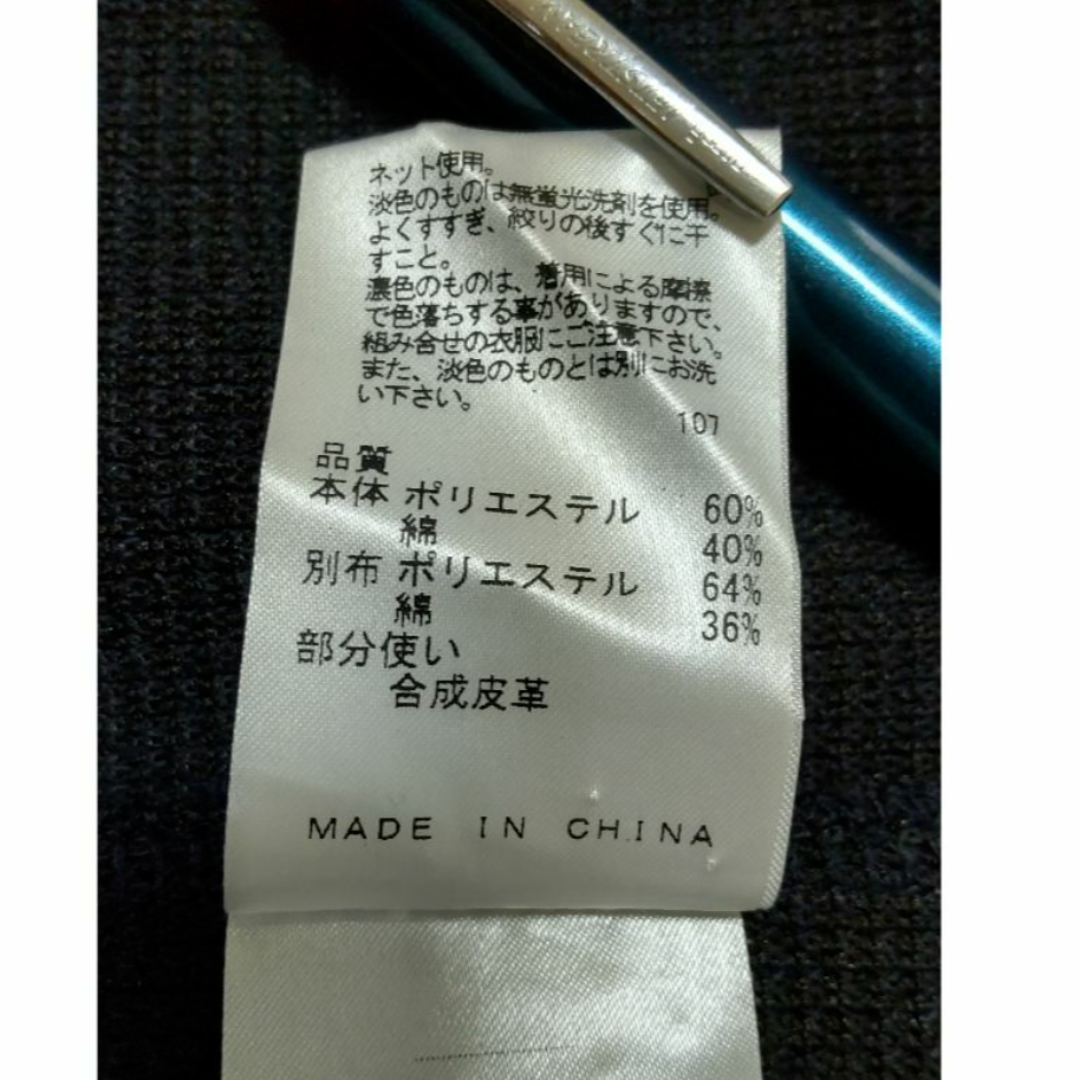 ネット使用。
淡色のものは無蛍光洗剤を使用。
よくすすぎ、絞りの後すぐに干
すこと。
濃色のものは、着用による摩擦
で色落ちする事がありますので、
組み合せの衣服にご注意下さい。
また、淡色のものとは別にお洗
い下さい。
107
品質
本体 ポリエステル 60%
綿 40%
別布 ポリエステル 64%
綿 36%
部分使い
合成皮革
MADE IN CHINA